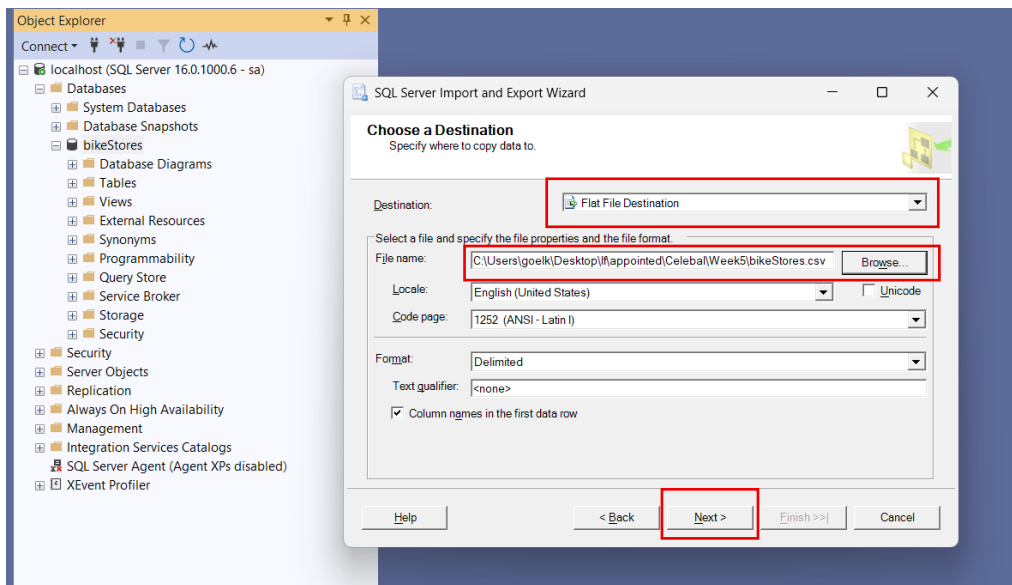 Object Explorer
Connect
localhost (SQL Server 16.0.1000.6 - sa)
Databases
System Databases
Database Snapshots
bikeStores
Database Diagrams
Tables
Views
External Resources
Synonyms
Programmability
Query Store
Service Broker
Storage
Security
Security
Server Objects
Replication
Always On High Availability
Management
Integration Services Catalogs
SQL Server Agent (Agent XPs disabled)
XEvent Profiler
SQL Server Import and Export Wizard
Choose a Destination
Specify where to copy data to.
Destination: Flat File Destination
Select a file and specify the file properties and the file format.
File name: C:\Users\goelk\Desktop\lf\appointed\Celebal\Week5\bikeStores.csv Browse...
Locale: English (United States) Unicode
Code page: 1252 (ANSI - Latin I)
Format: Delimited
Text qualifier: <none>
Column names in the first data row
Help < Back Next > Finish >>| Cancel